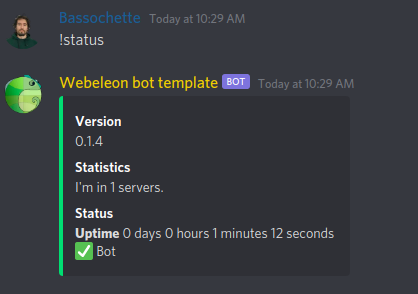 Bassochette Today at 10:29 AM
!status
Webeleon bot template BOT Today at 10:29 AM
Version
0.1.4
Statistics
I'm in 1 servers.
Status
Uptime 0 days 0 hours 1 minutes 12 seconds
✅ Bot